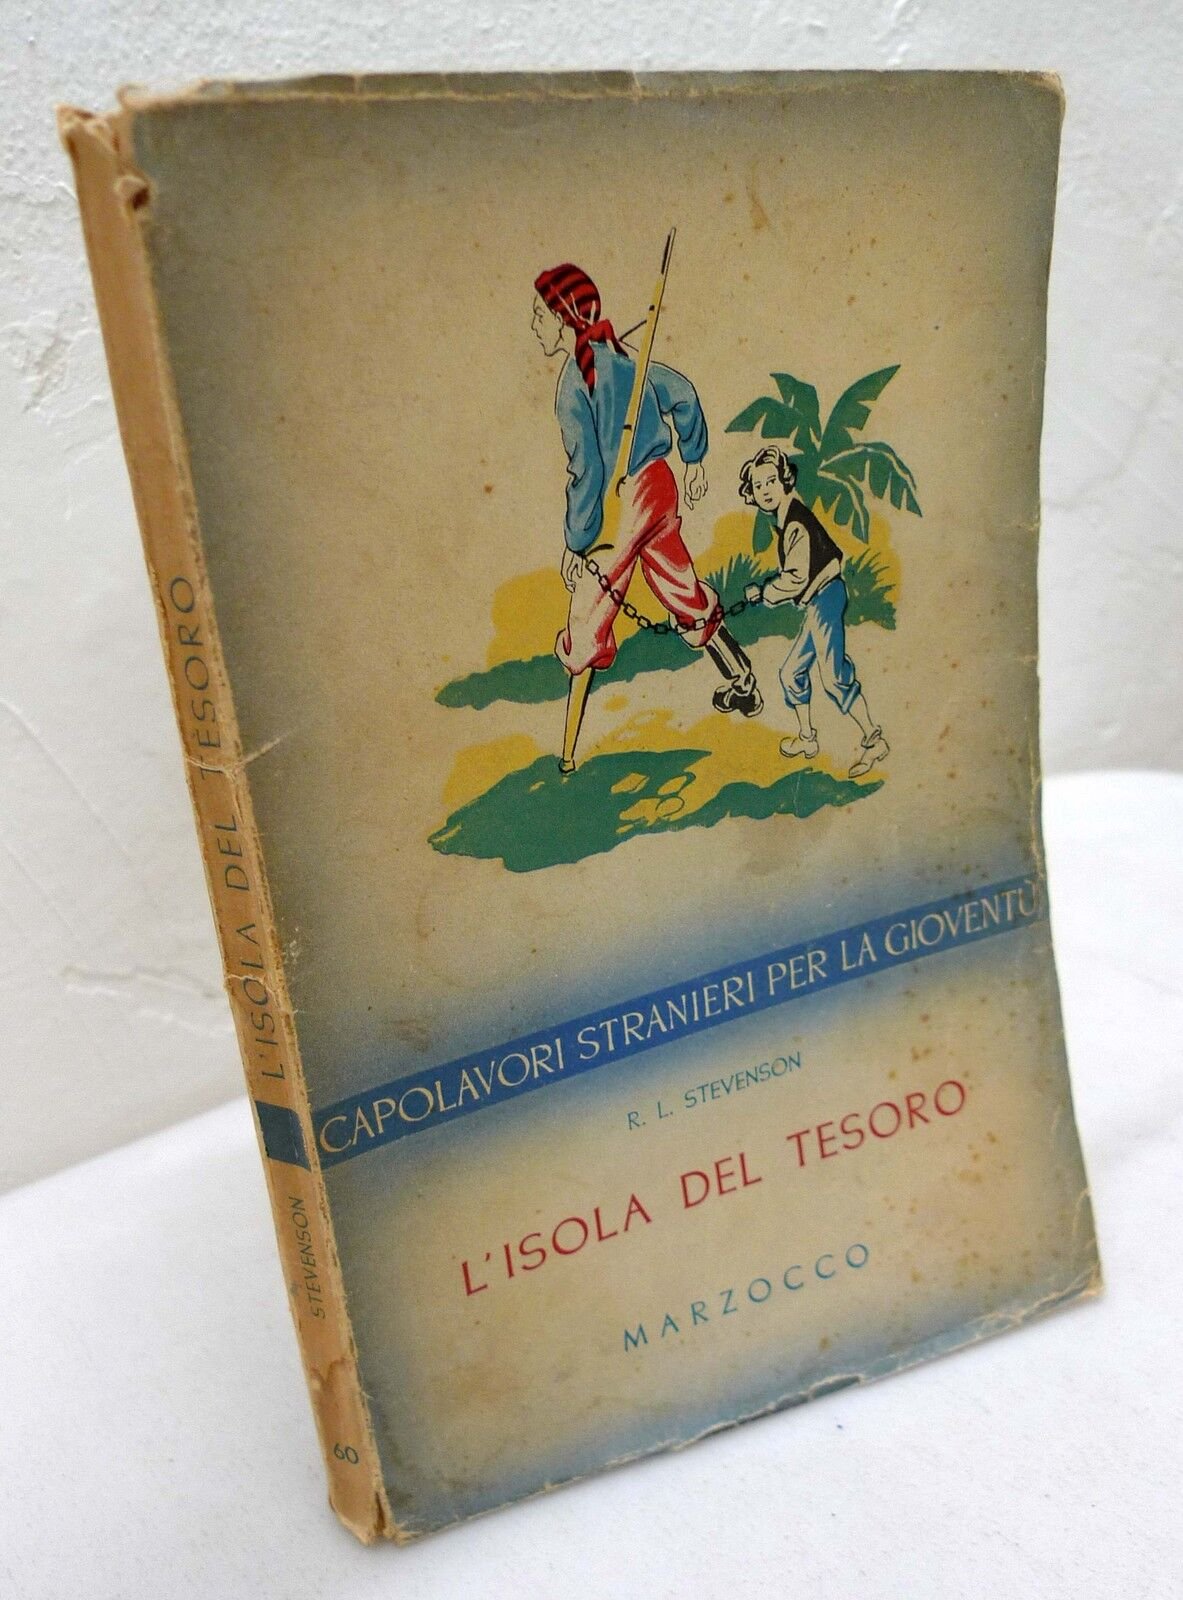 L'ISOLA DEL TESORO
STEVENSON
60
CAPOLAVORI STRANIERI PER LA GIOVENTÙ
R. L. STEVENSON
L'ISOLA DEL TESORO
MARZOCCO